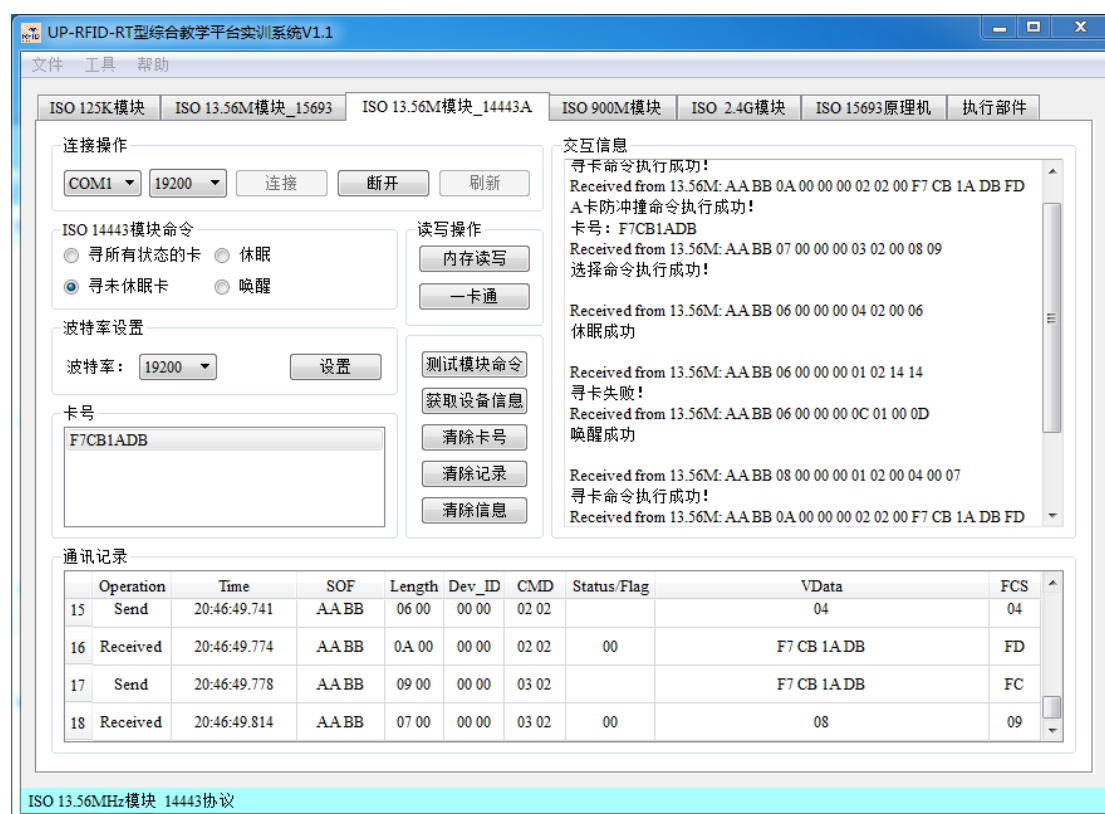 UP-RFID-RT型综合教学平台实训系统V1.1
文件 工具 帮助
ISO 125K模块 ISO 13.56M模块_15693 ISO 13.56M模块_14443A ISO 900M模块 ISO 2.4G模块 ISO 15693原理机 执行部件
连接操作
COM1 19200 连接 断开 刷新
ISO 14443模块命令
寻所有状态的卡 休眠
寻未休眠卡 唤醒
读写操作
内存读写
一卡通
波特率设置
波特率： 19200 设置
卡号
F7CB1ADB
测试模块命令
获取设备信息
清除卡号
清除记录
清除信息
交互信息
寻卡命令执行成功！
Received from 13.56M: AA BB 0A 00 00 00 02 02 00 F7 CB 1A DB FD
A卡防冲撞命令执行成功！
卡号：F7CB1ADB
Received from 13.56M: AA BB 07 00 00 00 03 02 00 08 09
选择命令执行成功！
Received from 13.56M: AA BB 06 00 00 00 04 02 00 06
休眠成功
Received from 13.56M: AA BB 06 00 00 00 01 02 14 14
寻卡失败！
Received from 13.56M: AA BB 06 00 00 00 0C 01 00 0D
唤醒成功
Received from 13.56M: AA BB 08 00 00 00 01 02 00 04 00 07
寻卡命令执行成功！
Received from 13.56M: AA BB 0A 00 00 00 02 02 00 F7 CB 1A DB FD
通讯记录
Operation Time SOF Length Dev_ID CMD Status/Flag VData FCS
15 Send 20:46:49.741 AA BB 06 00 00 00 02 02 04 04
16 Received 20:46:49.774 AA BB 0A 00 00 00 02 02 00 F7 CB 1A DB FD
17 Send 20:46:49.778 AA BB 09 00 00 00 03 02 F7 CB 1A DB FC
18 Received 20:46:49.814 AA BB 07 00 00 00 03 02 00 08 09
ISO 13.56MHz模块 14443协议